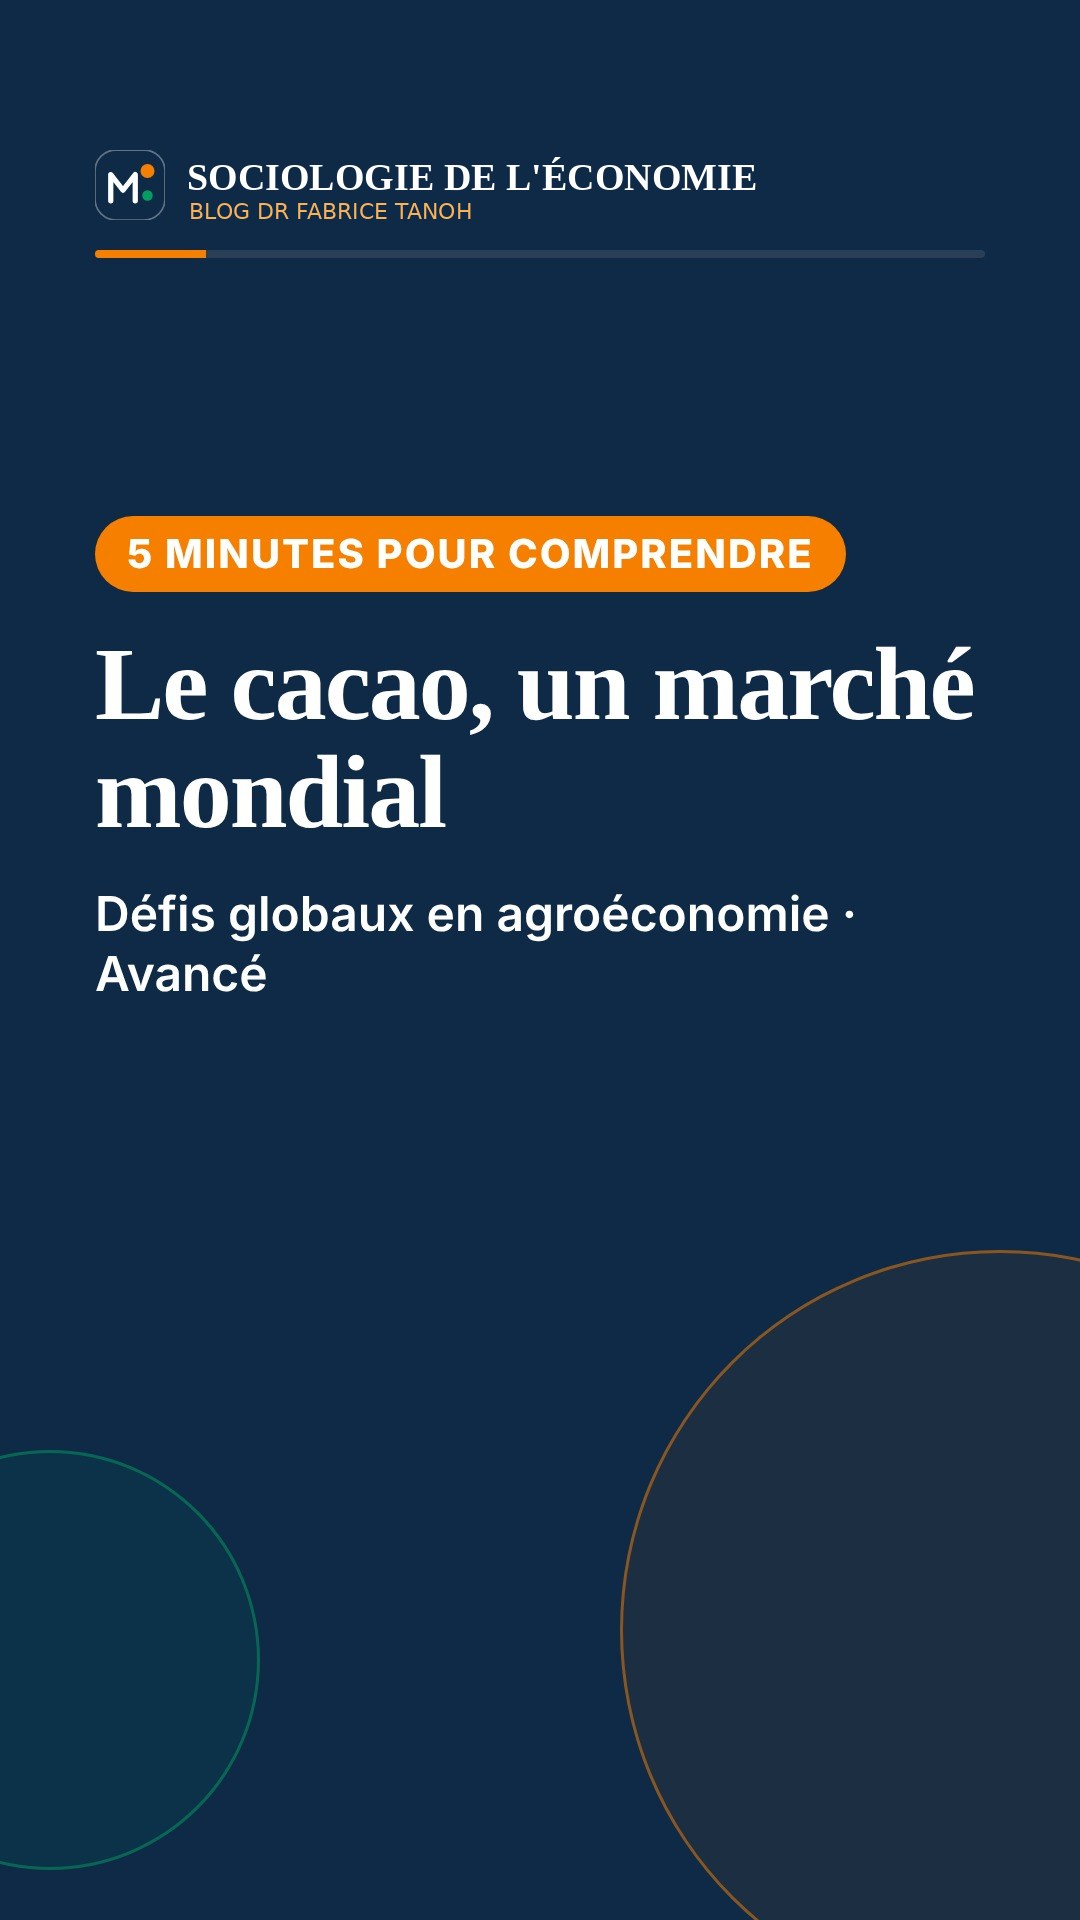 M
SOCIOLOGIE DE L'ÉCONOMIE
BLOG DR FABRICE TANOH
5 MINUTES POUR COMPRENDRE
Le cacao, un marché
mondial
Défis globaux en agroéconomie ·
Avancé